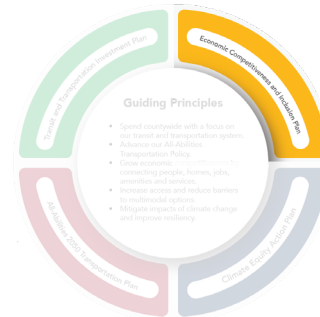 Transit and Transportation Investment Plan
Economic Competitiveness and Inclusion Plan
Guiding Principles
• Spend countywide with a focus on
our transit and transportation system.
• Advance our All-Abilities
Transportation Policy.
• Grow economic
connecting people, homes, jobs,
amenities and services.
• Increase access and reduce barriers
to multimodal options.
• Mitigate impacts of climate change
and improve resiliency.
All-Abilities 2050 Transportation Plan
Climate Equity Action Plan